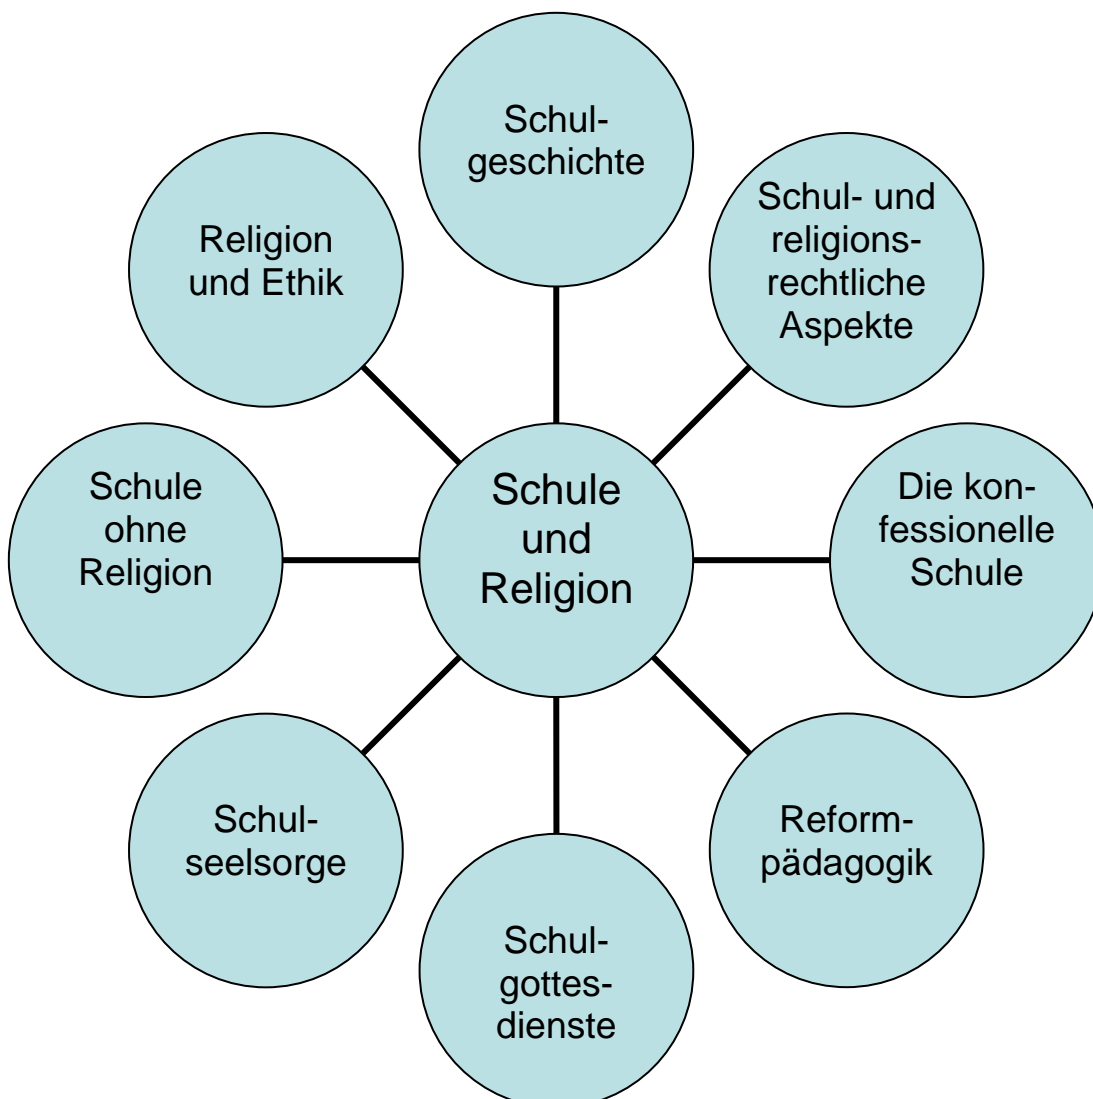 Schul-
geschichte
Schul- und
religions-
rechtliche
Aspekte
Religion
und Ethik
Schule
und
Religion
Schule
ohne
Religion
Die kon-
fessionelle
Schule
Schul-
seelsorge
Reform-
pädagogik
Schul-
gottes-
dienste